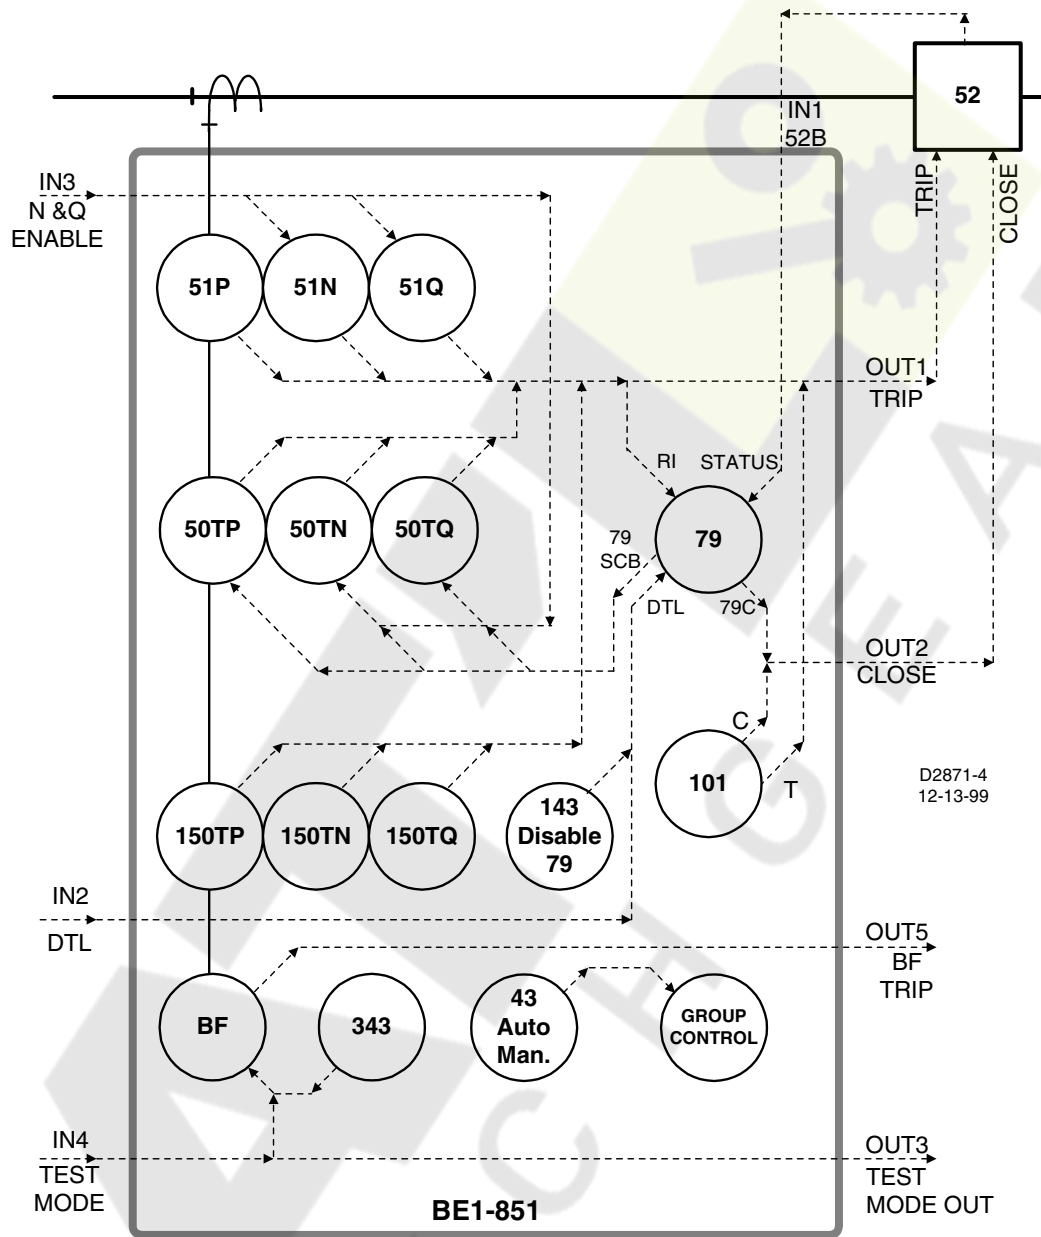 52
IN1
52B
TRIP
CLOSE
IN3
N &Q
ENABLE
51P
51N
51Q
OUT1
TRIP
RI
STATUS
50TP
50TN
50TQ
79
79
SCB
DTL
79C
OUT2
CLOSE
C
101
T
D2871-4
12-13-99
150TP
150TN
150TQ
143
Disable
79
IN2
DTL
OUT5
BF
TRIP
BF
343
43
Auto
Man.
GROUP
CONTROL
IN4
TEST
MODE
OUT3
TEST
MODE OUT
BE1-851